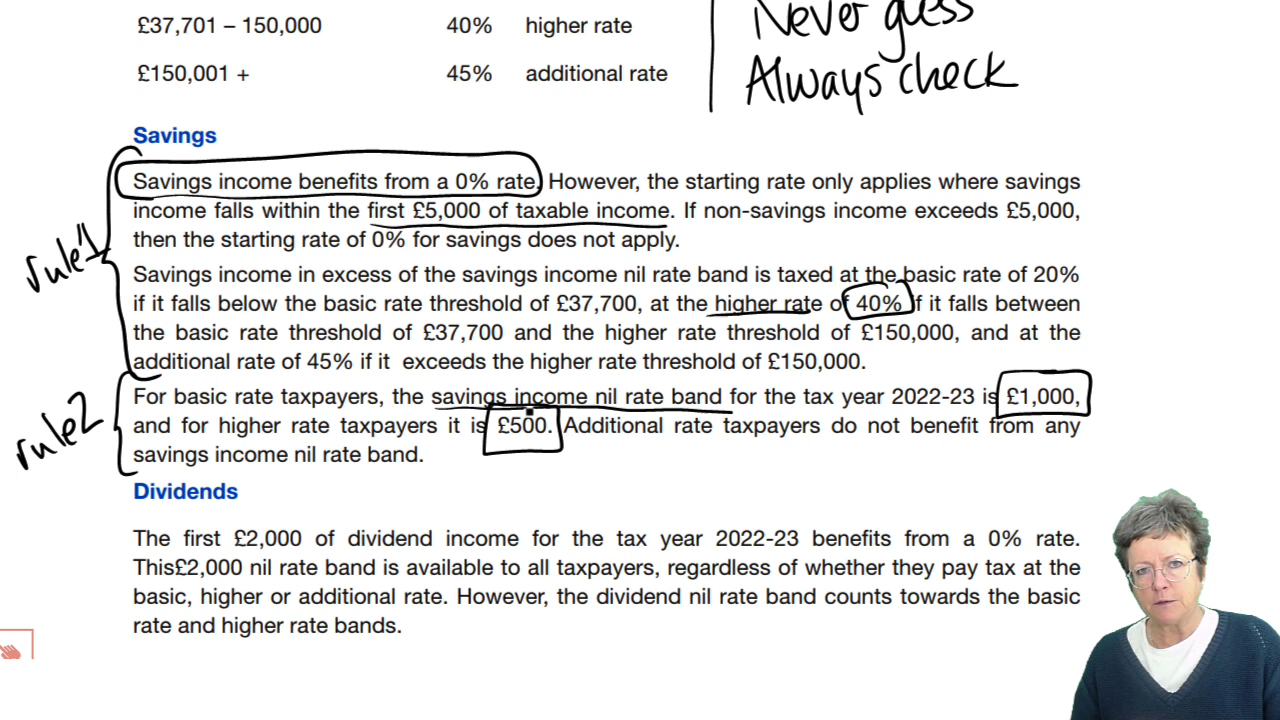 Never guess
£37,701 – 150,000 40% higher rate
£150,001 + 45% additional rate
Always check
Savings
Savings income benefits from a 0% rate. However, the starting rate only applies where savings
income falls within the first £5,000 of taxable income. If non-savings income exceeds £5,000,
then the starting rate of 0% for savings does not apply.
rule1
Savings income in excess of the savings income nil rate band is taxed at the basic rate of 20%
if it falls below the basic rate threshold of £37,700, at the higher rate of 40% if it falls between
the basic rate threshold of £37,700 and the higher rate threshold of £150,000, and at the
additional rate of 45% if it exceeds the higher rate threshold of £150,000.
rule2
For basic rate taxpayers, the savings income nil rate band for the tax year 2022-23 is £1,000,
and for higher rate taxpayers it is £500. Additional rate taxpayers do not benefit from any
savings income nil rate band.
Dividends
The first £2,000 of dividend income for the tax year 2022-23 benefits from a 0% rate.
This£2,000 nil rate band is available to all taxpayers, regardless of whether they pay tax at the
basic, higher or additional rate. However, the dividend nil rate band counts towards the basic
rate and higher rate bands.